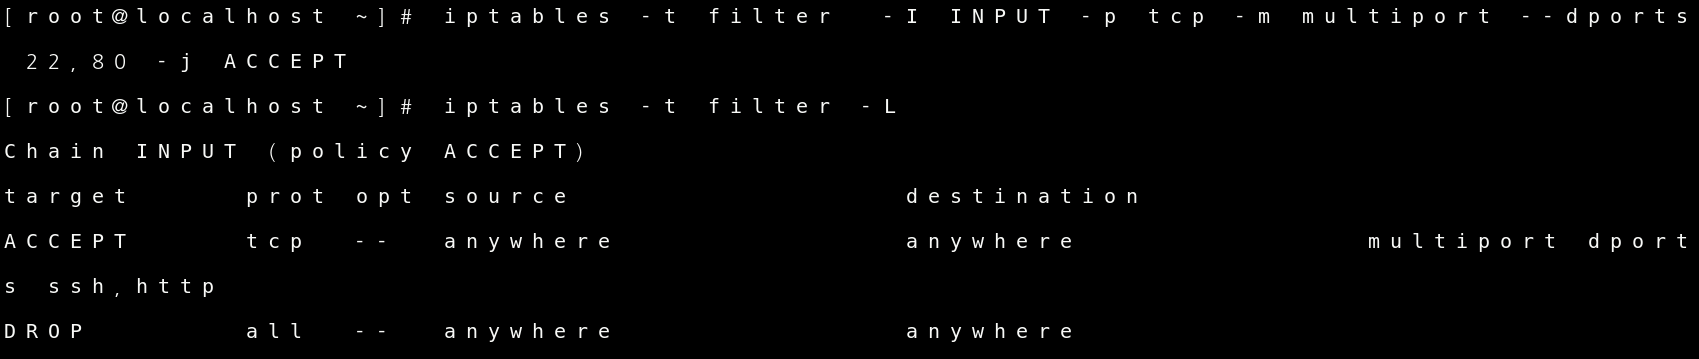 [root@localhost ~]# iptables -t filter  -I INPUT -p tcp -m multiport --dports
 22,80 -j ACCEPT
[root@localhost ~]# iptables -t filter -L
Chain INPUT (policy ACCEPT)
target     prot opt source               destination
ACCEPT     tcp  --  anywhere             anywhere             multiport dport
s ssh,http
DROP       all  --  anywhere             anywhere